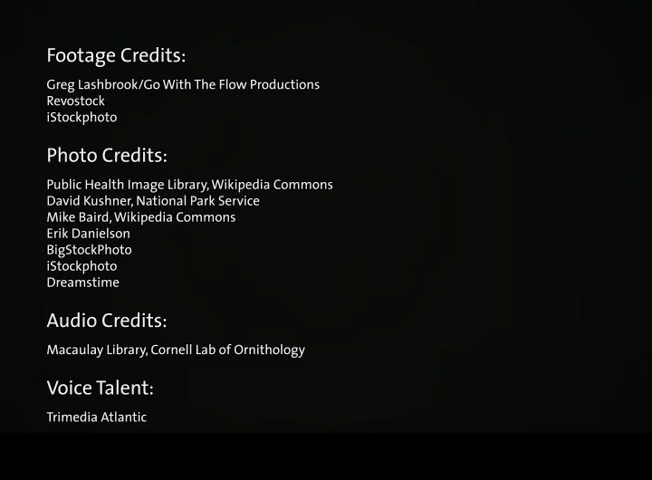 Footage Credits:
Greg Lashbrook/Go With The Flow Productions
Revostock
iStockphoto
Photo Credits:
Public Health Image Library, Wikipedia Commons
David Kushner, National Park Service
Mike Baird, Wikipedia Commons
Erik Danielson
BigStockPhoto
iStockphoto
Dreamstime
Audio Credits:
Macaulay Library, Cornell Lab of Ornithology
Voice Talent:
Trimedia Atlantic